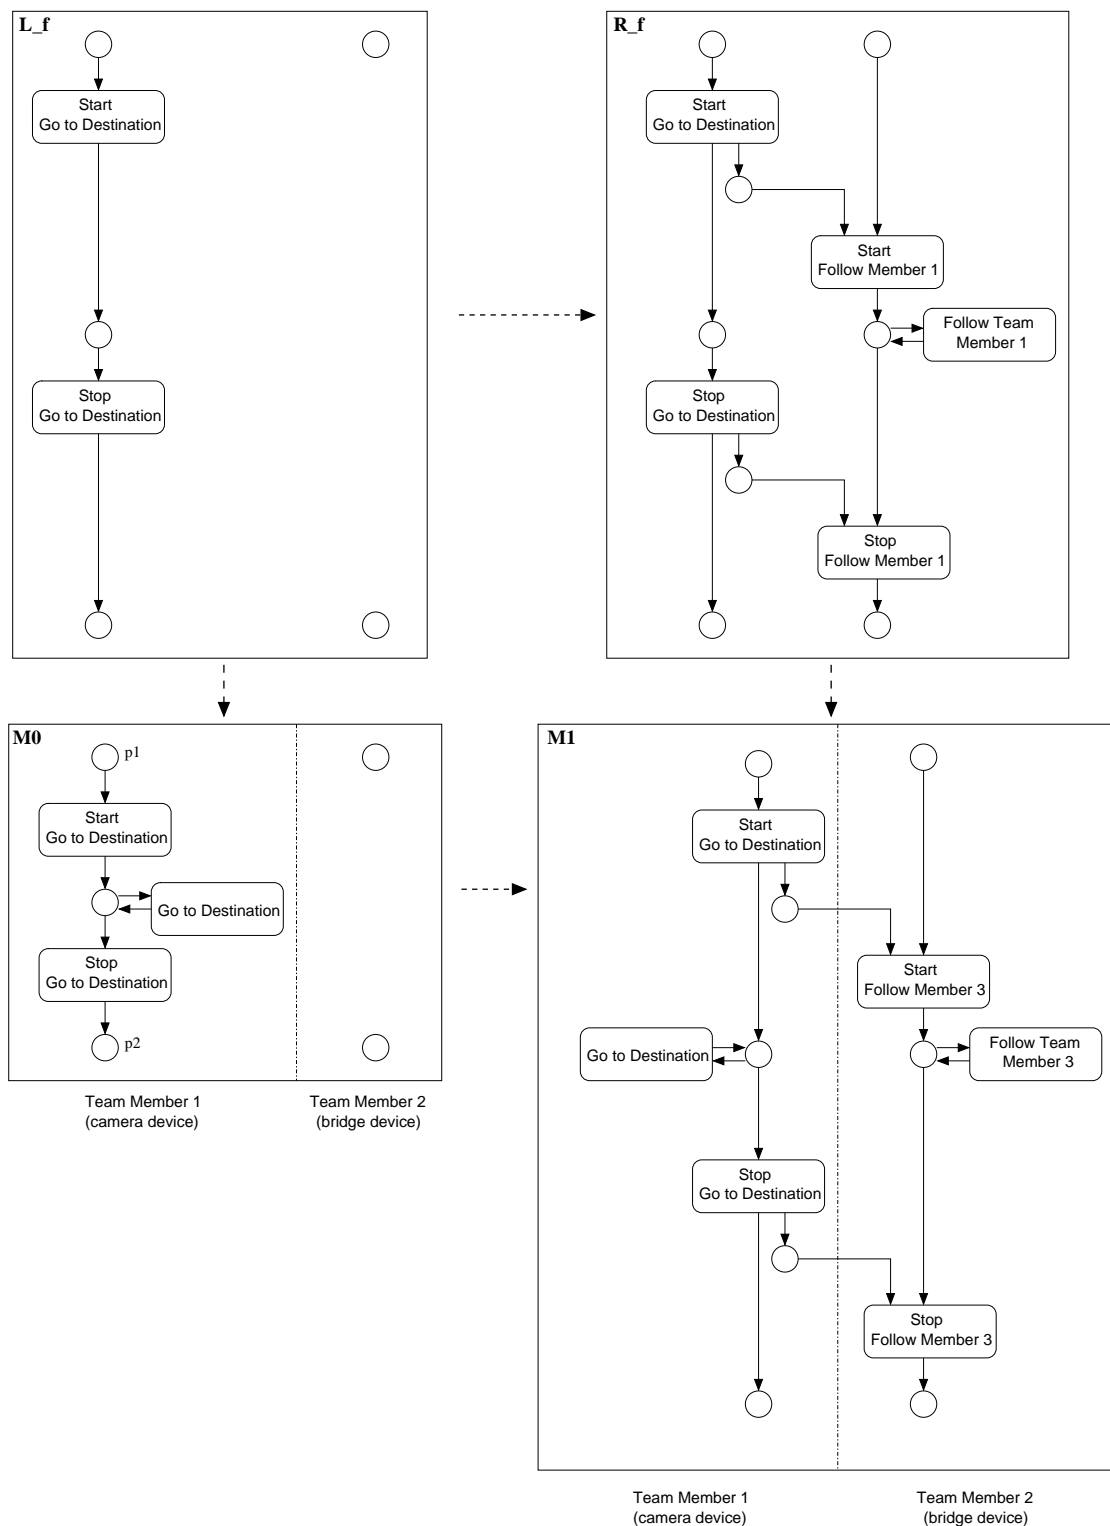 L_f
Start
Go to Destination
Stop
Go to Destination
R_f
Start
Go to Destination
Start
Follow Member 1
Follow Team
Member 1
Stop
Go to Destination
Stop
Follow Member 1
M0
p1
Start
Go to Destination
Go to Destination
Stop
Go to Destination
p2
Team Member 1
(camera device)
Team Member 2
(bridge device)
M1
Start
Go to Destination
Start
Follow Member 3
Go to Destination
Follow Team
Member 3
Stop
Go to Destination
Stop
Follow Member 3
Team Member 1
(camera device)
Team Member 2
(bridge device)